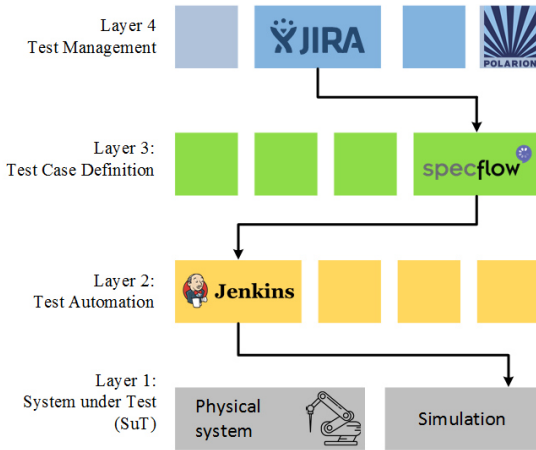 Layer 4
Test Management
JIRA
POLARION
Layer 3:
Test Case Definition
specflow
Layer 2:
Test Automation
Jenkins
Layer 1:
System under Test
(SuT)
Physical
system
Simulation